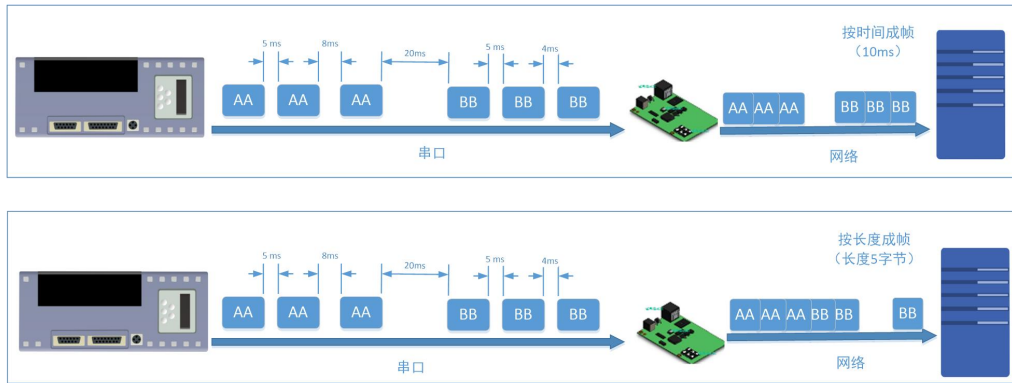 按时间成帧
（10ms）
5 ms
8ms
20ms
5 ms
4ms
AA
AA
AA
BB
BB
BB
AA AA AA
BB BB BB
串口
网络
按长度成帧
（长度5字节）
5 ms
8ms
20ms
5 ms
4ms
AA
AA
AA
BB
BB
BB
AA AA AA BB BB
BB
串口
网络